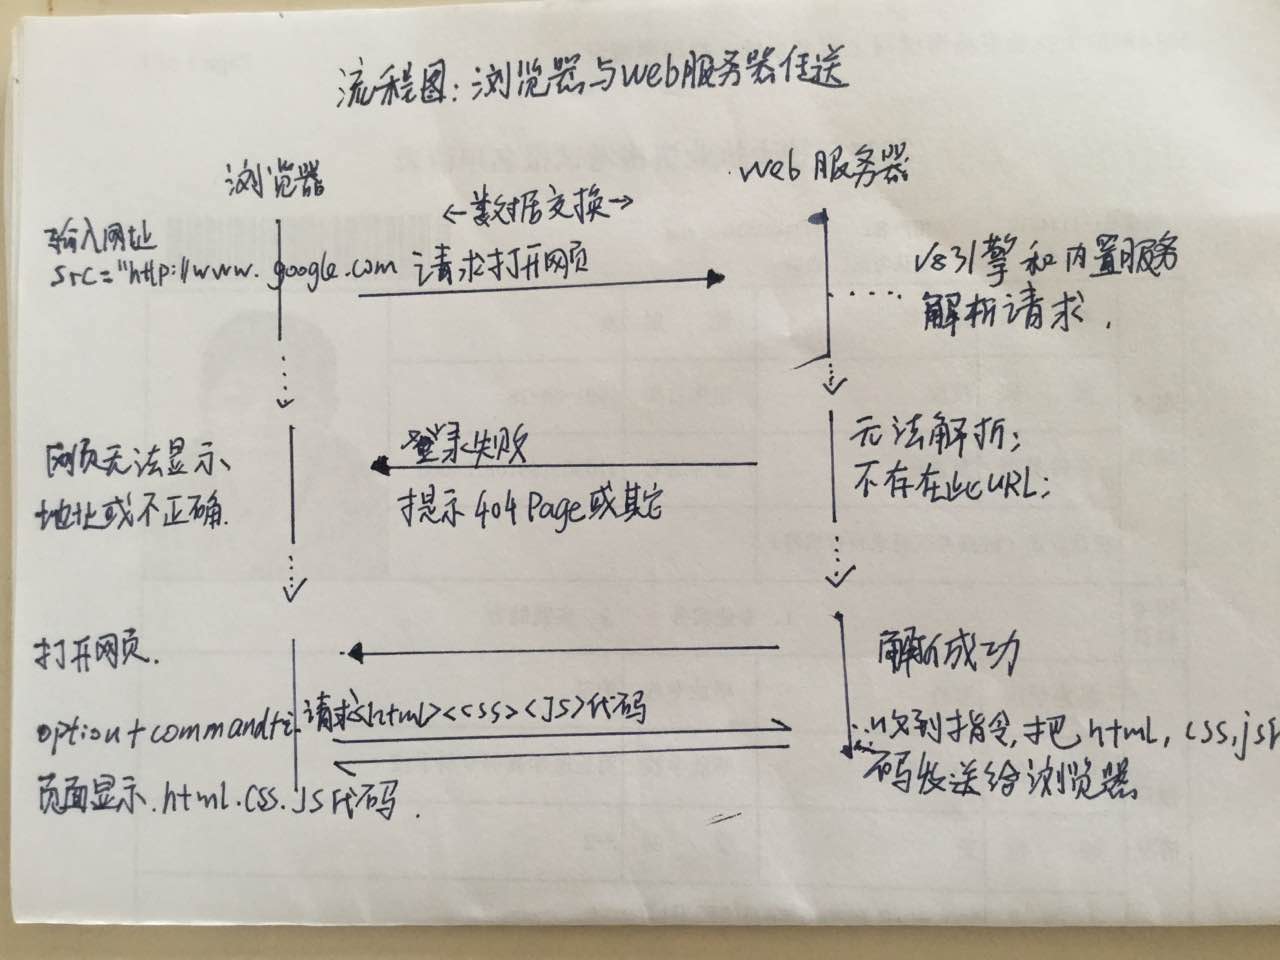 流程图：浏览器与web服务器传送
浏览器
web 服务器
←数据交换→
输入网址
src="http://www.google.com
请求打开网页
V8引擎和内置服务
解析请求.
网页无法显示、
地址或不正确.
登录失败
提示404 Page或其它
无法解析;
不存在此URL;
打开网页.
解析成功
option+command+i
请求<html><css><JS>代码
收到指令,把html,css,js代
码发送给浏览器
页面显示.html.css.JS代码.